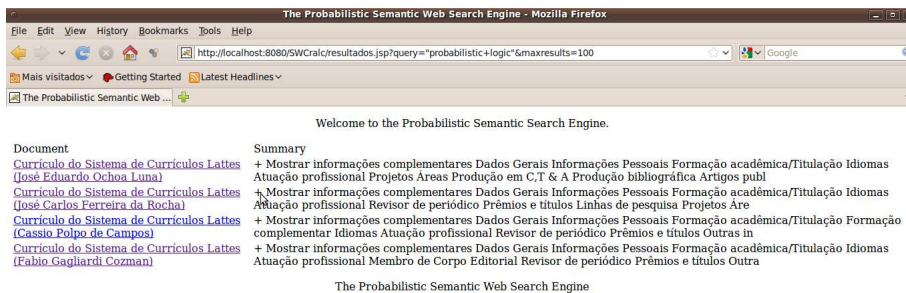 The Probabilistic Semantic Web Search Engine - Mozilla Firefox
File Edit View History Bookmarks Tools Help
http://localhost:8080/SWCralc/resultados.jsp?query="probabilistic+logic"&maxresults=100
Google
Mais visitados Getting Started Latest Headlines
The Probabilistic Semantic Web ...
Welcome to the Probabilistic Semantic Search Engine.
Document Summary
Currículo do Sistema de Currículos Lattes + Mostrar informações complementares Dados Gerais Informações Pessoais Formação acadêmica/Titulação Idiomas
(José Eduardo Ochoa Luna) Atuação profissional Projetos Áreas Produção em C,T & A Produção bibliográfica Artigos publ
Currículo do Sistema de Currículos Lattes + Mostrar informações complementares Dados Gerais Informações Pessoais Formação acadêmica/Titulação Idiomas
(José Carlos Ferreira da Rocha) Atuação profissional Revisor de periódico Prêmios e títulos Linhas de pesquisa Projetos Áre
Currículo do Sistema de Currículos Lattes + Mostrar informações complementares Dados Gerais Informações Pessoais Formação acadêmica/Titulação Formação
(Cassio Polpo de Campos) complementar Idiomas Atuação profissional Revisor de periódico Prêmios e títulos Outras in
Currículo do Sistema de Currículos Lattes + Mostrar informações complementares Dados Gerais Informações Pessoais Formação acadêmica/Titulação Idiomas
(Fabio Gagliardi Cozman) Atuação profissional Membro de Corpo Editorial Revisor de periódico Prêmios e títulos Outra
The Probabilistic Semantic Web Search Engine